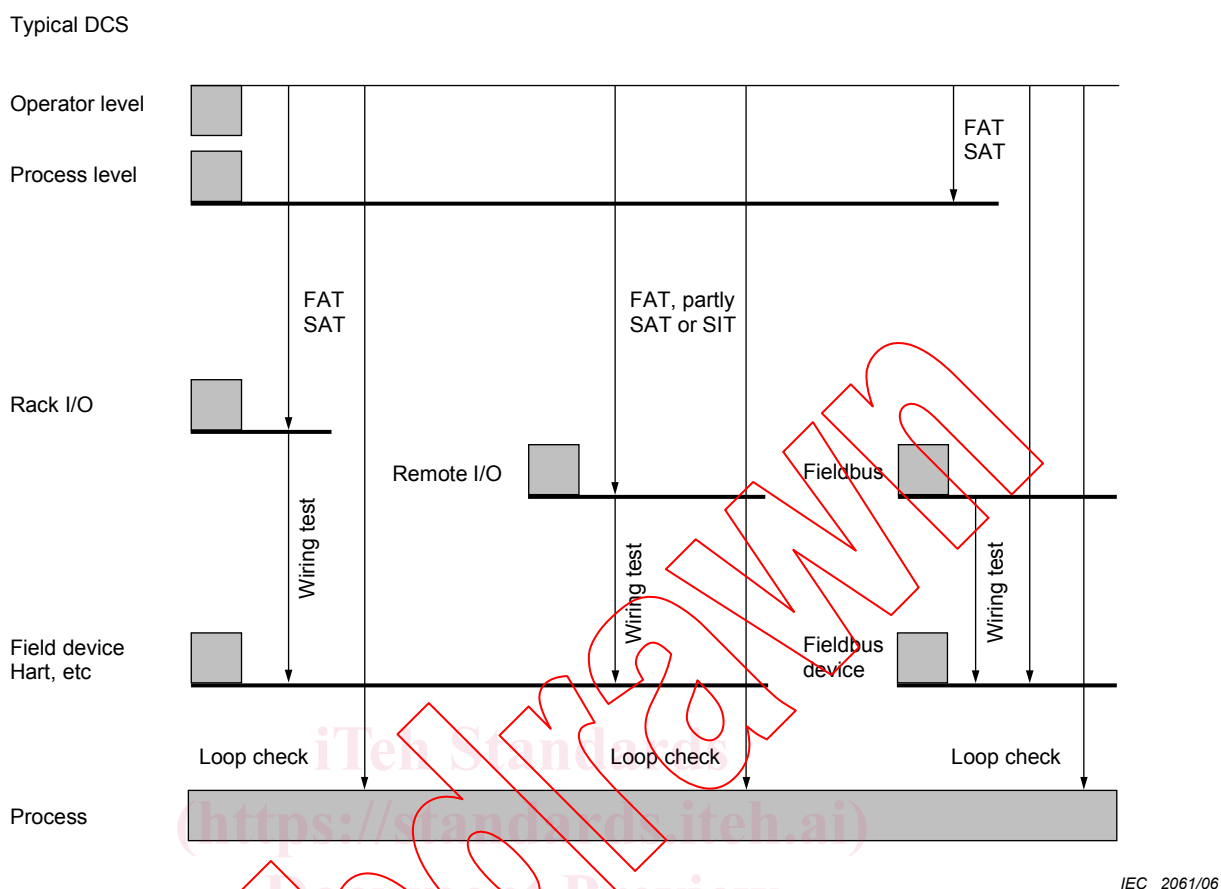 Typical DCS
Operator level
FAT
SAT
Process level
FAT
SAT
FAT, partly
SAT or SIT
Rack I/O
Remote I/O
Fieldbus
Wiring test
Wiring test
Wiring test
Field device
Hart, etc
Fieldbus
device
iTeh Standards
Loop check
Loop check
Loop check
(https://standards.iteh.ai)
Process
Document Preview
IEC 2061/06